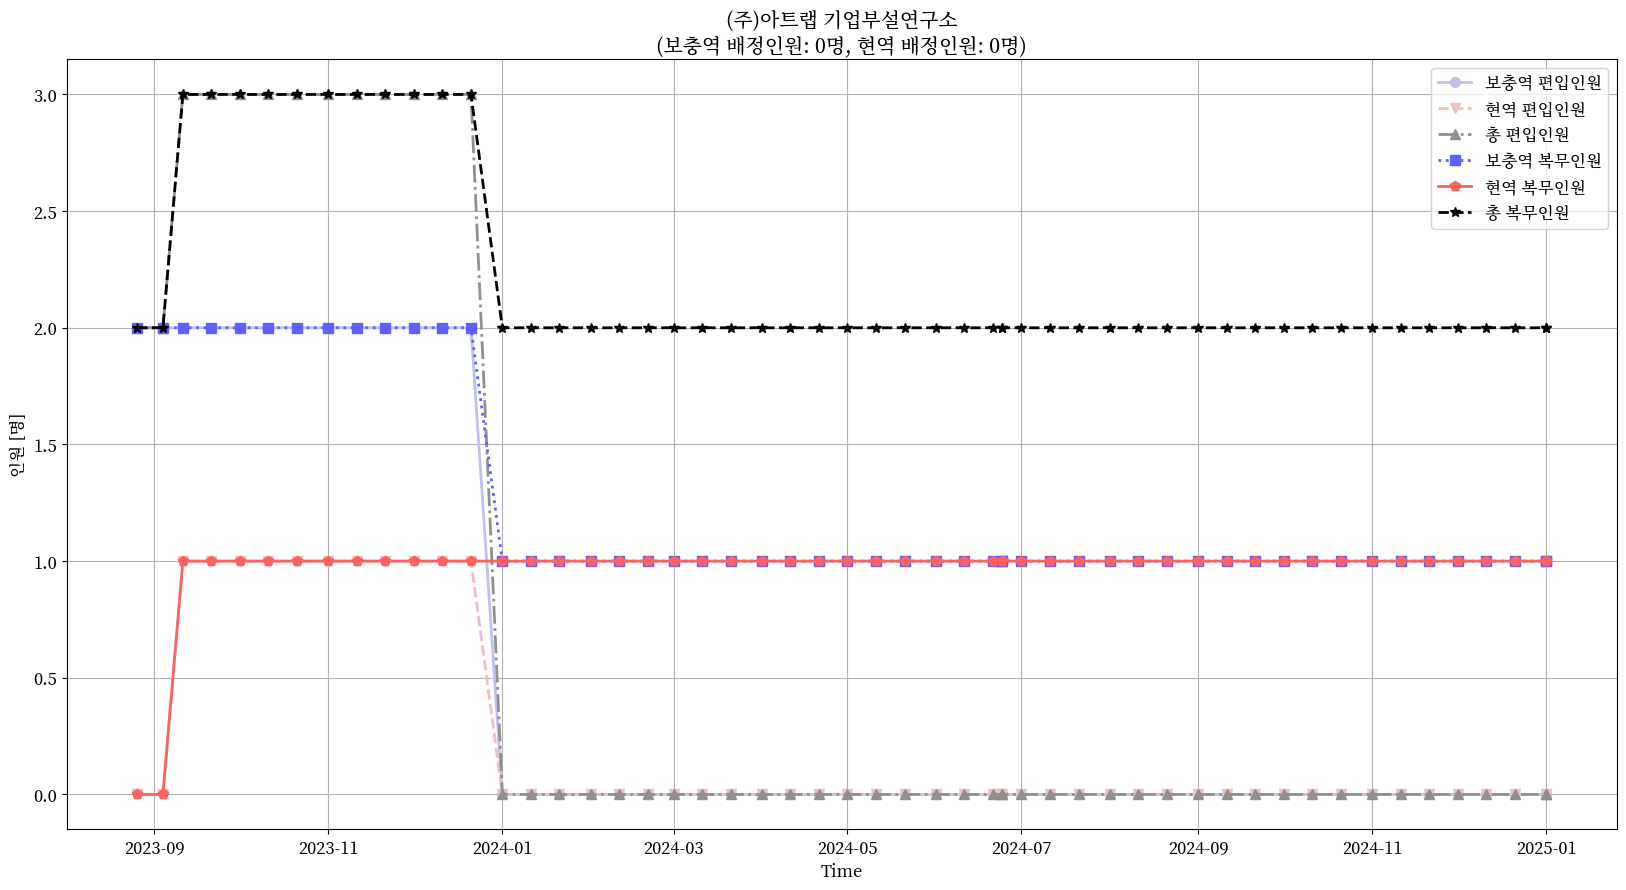 (주)아트랩 기업부설연구소
(보충역 배정인원: 0명, 현역 배정인원: 0명)
보충역 편입인원
현역 편입인원
총 편입인원
보충역 복무인원
현역 복무인원
총 복무인원
인원 [명]
3.0
2.5
2.0
1.5
1.0
0.5
0.0
2023-09
2023-11
2024-01
2024-03
2024-05
2024-07
2024-09
2024-11
2025-01
Time